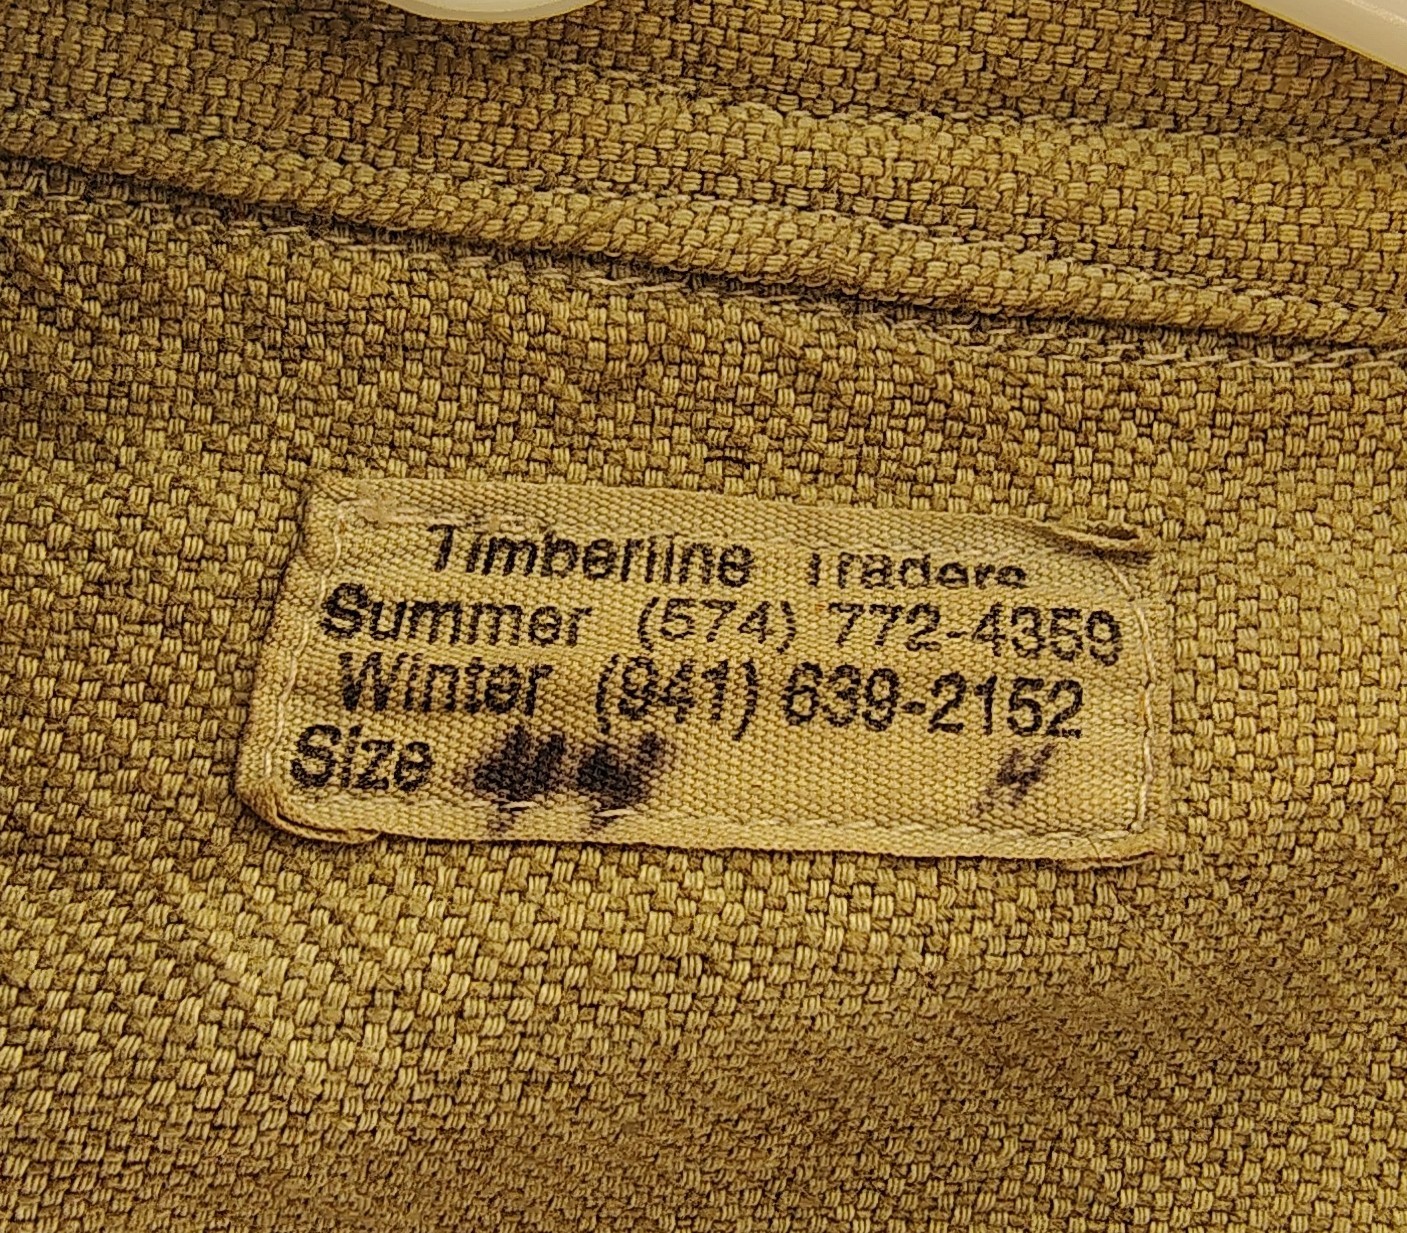 Timberline Traders
Summer (574) 772-4359
Winter (941) 639-2152
Size